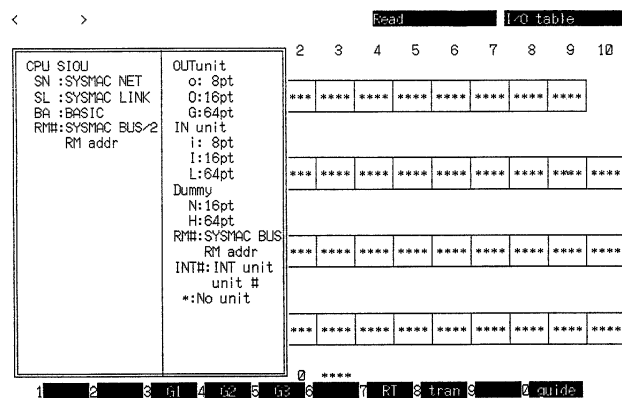 < > Read I/O table
2 3 4 5 6 7 8 9 10
CPU SIOU OUTunit
SN :SYSMAC NET o: 8pt
SL :SYSMAC LINK O:16pt *** **** **** **** **** **** **** ****
BA :BASIC G:64pt
RM#:SYSMAC BUS/2 IN unit
RM addr i: 8pt
I:16pt
L:64pt *** **** **** **** **** **** **** **** ****
Dummy
N:16pt
H:64pt
RM#:SYSMAC BUS
RM addr *** **** **** **** **** **** **** **** ****
INT#:INT unit
unit #
*:No unit
*** **** **** **** **** **** **** **** ****
0 ****
1 2 3 G1 4 G2 5 G3 6 7 RT 8 tran 9 0 guide